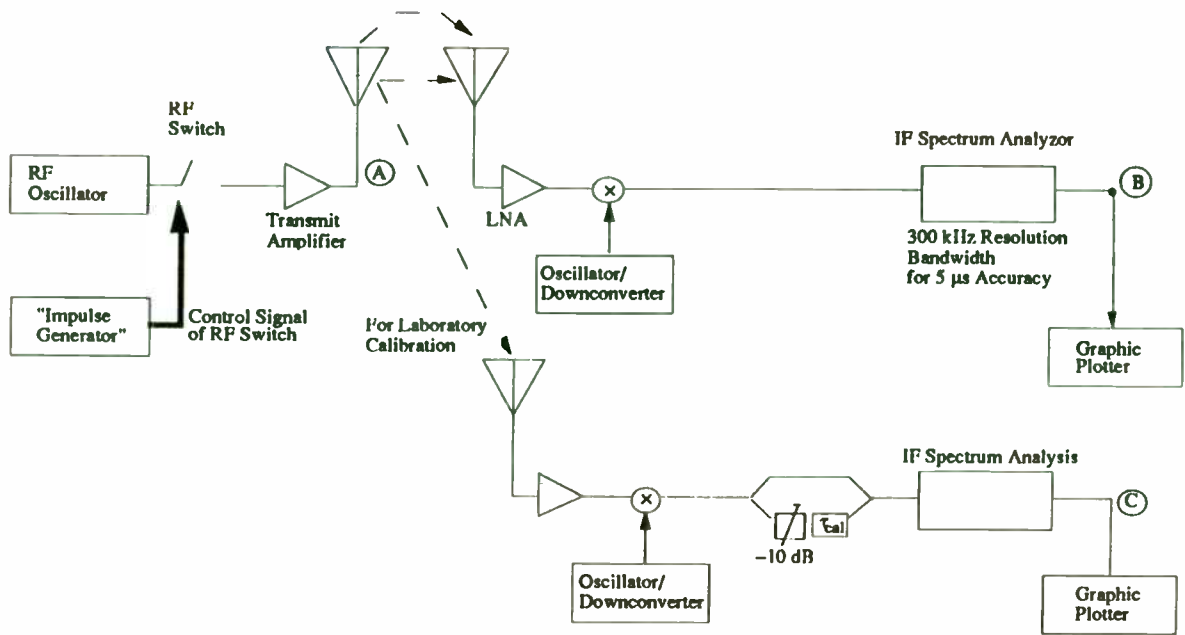 RF
Switch
RF
Oscillator
A
Transmit
Amplifier
LNA
×
IF Spectrum Analyzor
B
300 kHz Resolution
Bandwidth
for 5 μs Accuracy
Oscillator/
Downconverter
"Impulse
Generator"
Control Signal
of RF Switch
For Laboratory
Calibration
Graphic
Plotter
×
IF Spectrum Analysis
C
τcal
−10 dB
Oscillator/
Downconverter
Graphic
Plotter